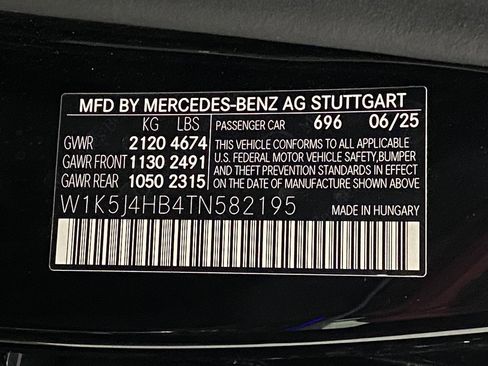 MFD BY MERCEDES-BENZ AG STUTTGART
KG LBS PASSENGER CAR 696 06/25
GVWR 2120 4674
GAWR FRONT 1130 2491
GAWR REAR 1050 2315
THIS VEHICLE CONFORMS TO ALL APPLICABLE
U.S. FEDERAL MOTOR VEHICLE SAFETY,BUMPER
AND THEFT PREVENTION STANDARDS IN EFFECT
ON THE DATE OF MANUFACTURE SHOWN ABOVE.
W1K5J4HB4TN582195 MADE IN HUNGARY